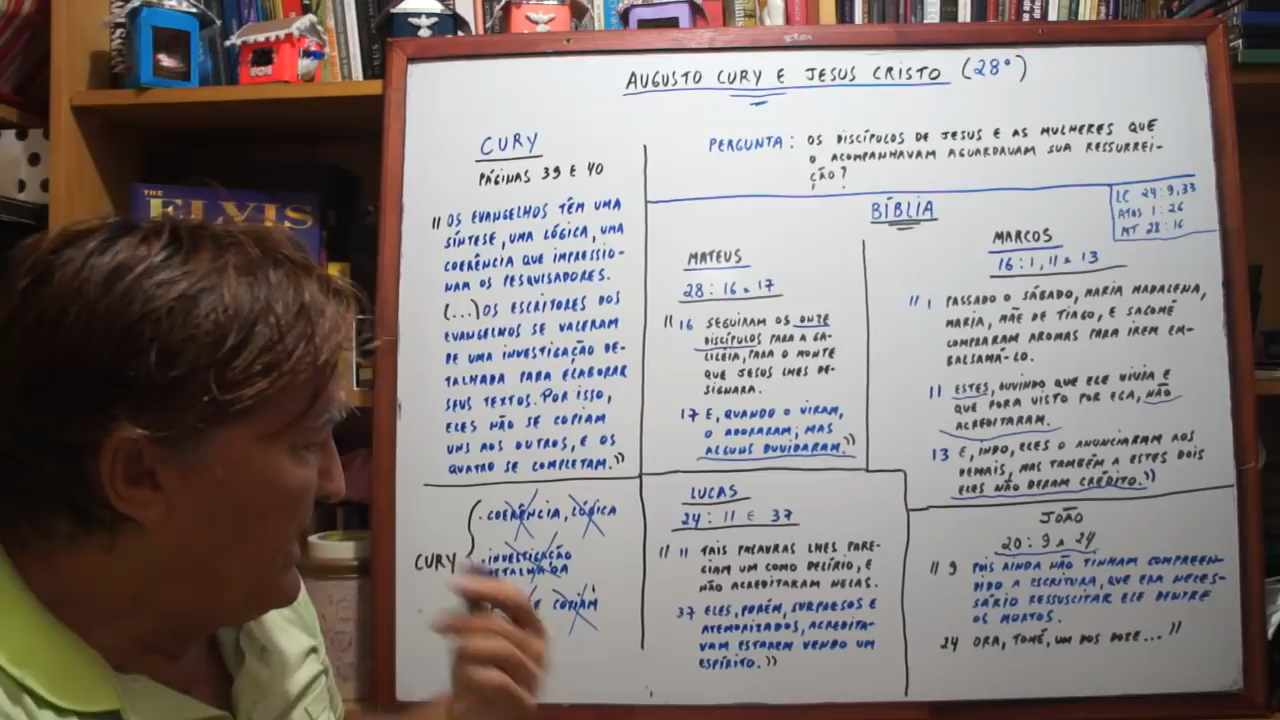 AUGUSTO CURY E JESUS CRISTO (28º)
CURY
PÁGINAS 39 E 40
"OS EVANGELHOS TÊM UMA
SÍNTESE, UMA LÓGICA, UMA
COERÊNCIA QUE IMPRESSIO-
NAM OS PESQUISADORES.
(...) OS ESCRITORES DOS
EVANGELHOS SE VALERAM
DE UMA INVESTIGAÇÃO DE-
TALHADA PARA ELABORAR
SEUS TEXTOS. POR ISSO,
ELES NÃO SE COPIAM
UNS AOS OUTROS, E OS
QUATRO SE COMPLETAM."
CURY
• COERÊNCIA, LÓGICA
• INVESTIGAÇÃO
DETALHADA
E COPIAM
PERGUNTA: OS DISCÍPULOS DE JESUS E AS MULHERES QUE
O ACOMPANHAVAM AGUARDAVAM SUA RESSURREI-
ÇÃO?
BÍBLIA
LC 24:9,33
ATOS 1:26
MT 28:16
MATEUS
28:16 e 17
"16 SEGUIRAM OS ONZE
DISCÍPULOS PARA A GA-
LILEIA, PARA O MONTE
QUE JESUS LHES DE-
SIGNARA.
17 E, QUANDO O VIRAM,
O ADORARAM; MAS
ALGUNS DUVIDARAM."
MARCOS
16:1, 11 e 13
"1 PASSADO O SÁBADO, MARIA MADALENA,
MARIA, MÃE DE TIAGO, E SALOMÉ
COMPRARAM AROMAS PARA IREM EM-
BALSAMÁ-LO.
11 ESTES, OUVINDO QUE ELE VIVIA E
QUE FORA VISTO POR ELA, NÃO
ACREDITARAM.
13 E, INDO, ELES O ANUNCIARAM AOS
DEMAIS, MAS TAMBÉM A ESTES DOIS
ELES NÃO DERAM CRÉDITO."
LUCAS
24:11 E 37
"11 TAIS PALAVRAS LHES PARE-
CIAM UM COMO DELÍRIO, E
NÃO ACREDITARAM NELAS.
37 ELES, PORÉM, SURPRESOS E
ATEMORIZADOS, ACREDITA-
VAM ESTAREM VENDO UM
ESPÍRITO."
JOÃO
20:9 e 24
"9 POIS AINDA NÃO TINHAM COMPREEN-
DIDO A ESCRITURA, QUE ERA NECES-
SÁRIO RESSUSCITAR ELE DENTRE
OS MORTOS.
24 ORA, TOMÉ, UM DOS DOZE..."
THE
ELVIS